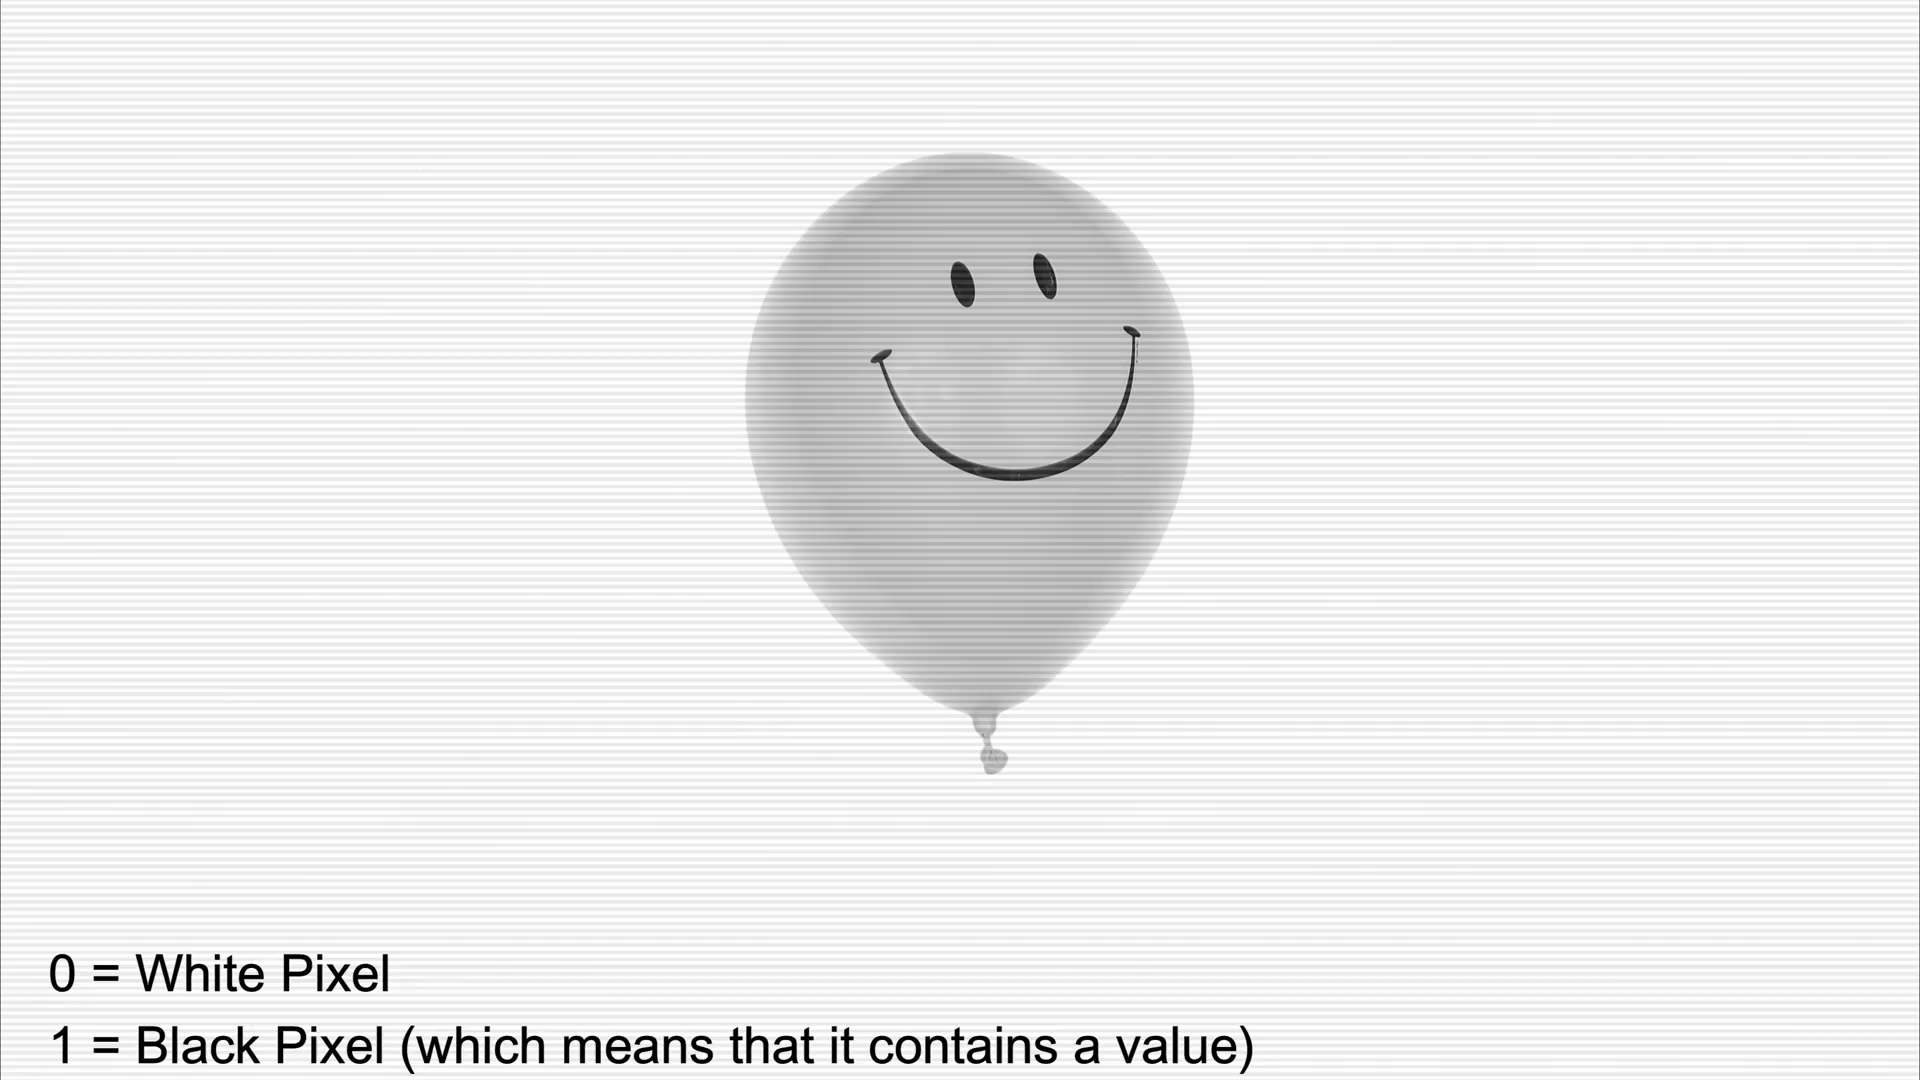 0 = White Pixel
1 = Black Pixel (which means that it contains a value)